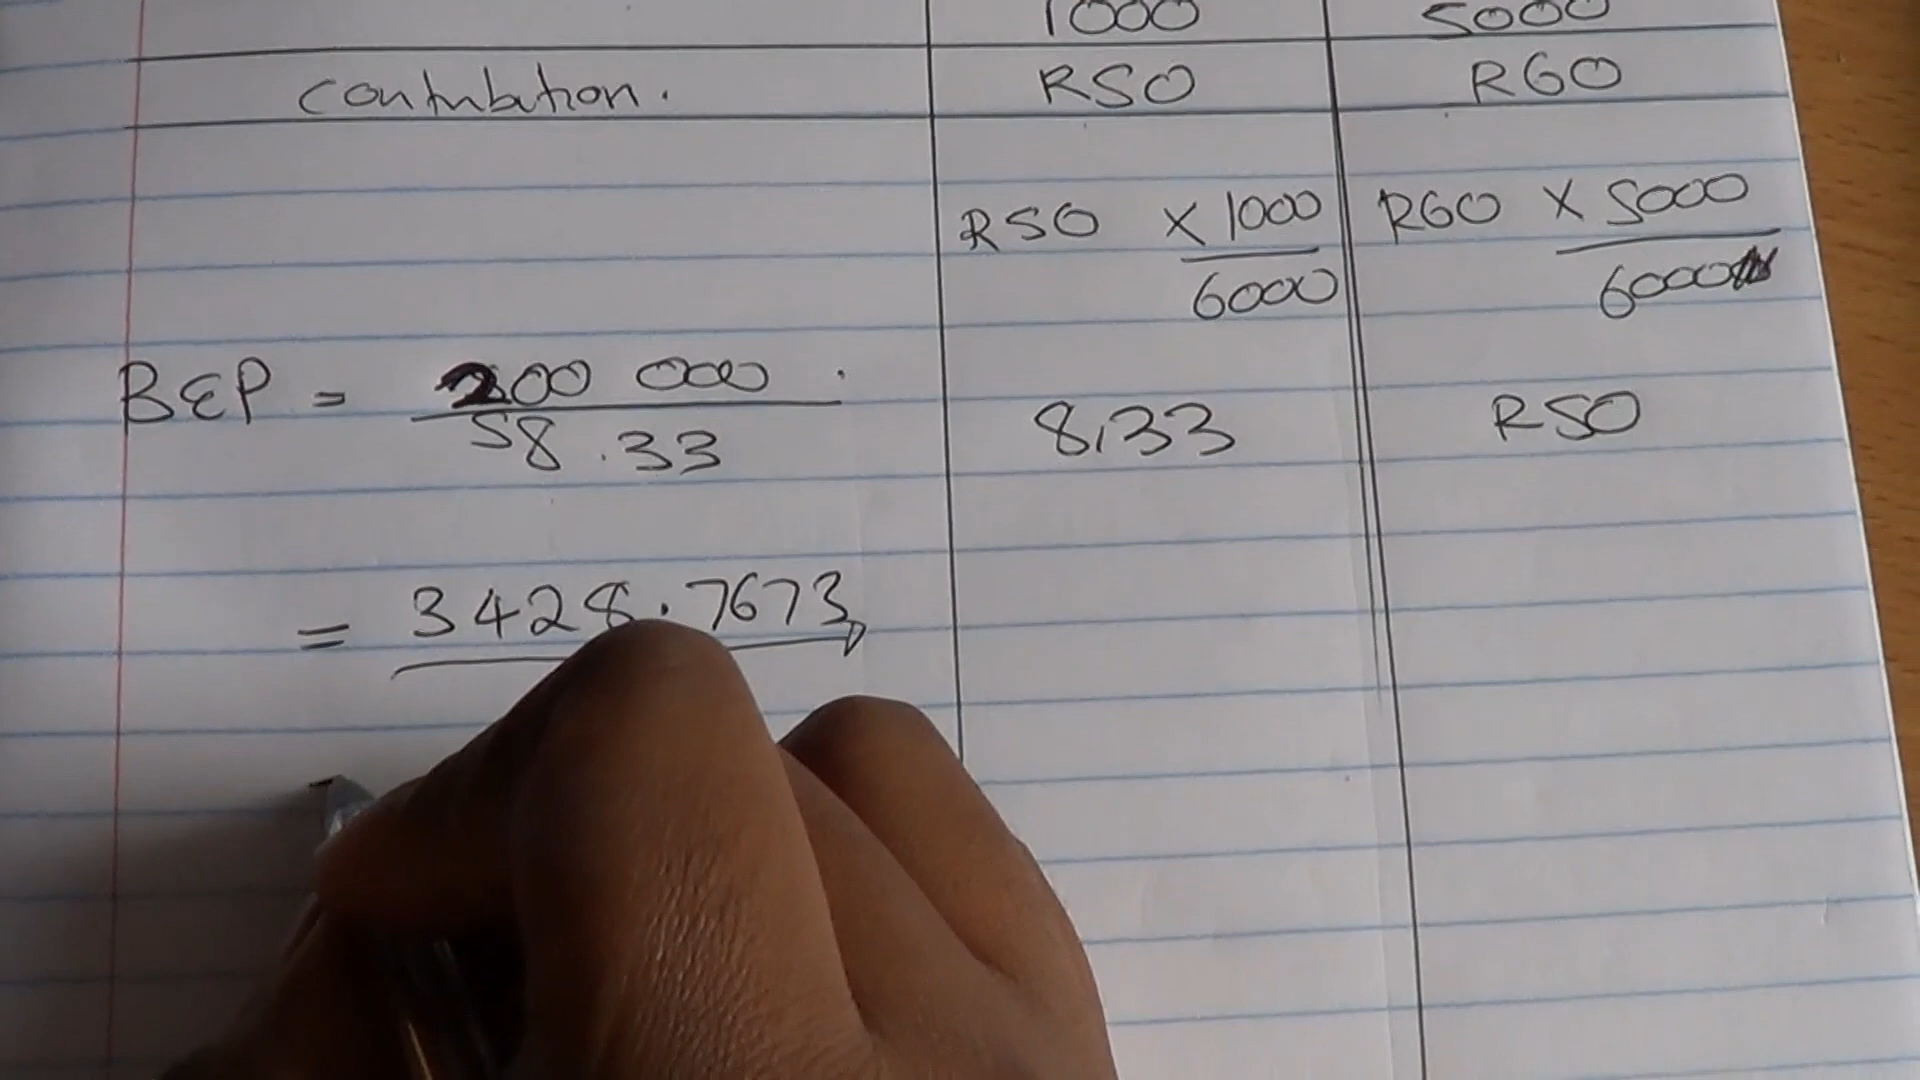 1000 5000
Contribution. R50 R60
R50 x 1000 R60 x 5000
6000 6000
BEP = 200 000 .
58.33 8,33 R50
= 3428.7673